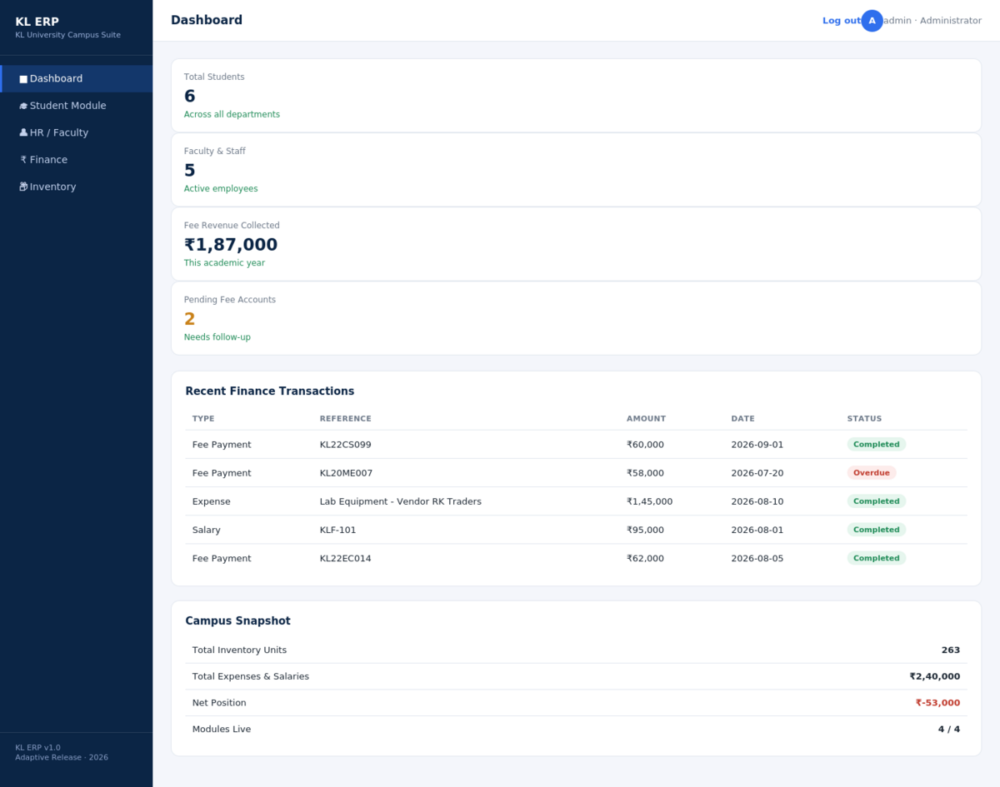 KL ERP
KL University Campus Suite
Dashboard
Student Module
HR / Faculty
₹ Finance
Inventory
KL ERP v1.0
Adaptive Release · 2026
Dashboard
Log out A admin · Administrator
Total Students
6
Across all departments
Faculty & Staff
5
Active employees
Fee Revenue Collected
₹1,87,000
This academic year
Pending Fee Accounts
2
Needs follow-up
Recent Finance Transactions
TYPE REFERENCE AMOUNT DATE STATUS
Fee Payment KL22CS099 ₹60,000 2026-09-01 Completed
Fee Payment KL20ME007 ₹58,000 2026-07-20 Overdue
Expense Lab Equipment - Vendor RK Traders ₹1,45,000 2026-08-10 Completed
Salary KLF-101 ₹95,000 2026-08-01 Completed
Fee Payment KL22EC014 ₹62,000 2026-08-05 Completed
Campus Snapshot
Total Inventory Units 263
Total Expenses & Salaries ₹2,40,000
Net Position ₹-53,000
Modules Live 4 / 4